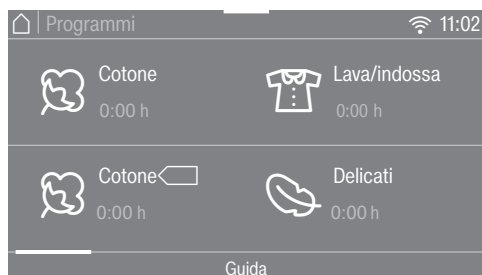 Programmi 11:02
Cotone
0:00 h
Lava/indossa
0:00 h
Cotone
0:00 h
Delicati
0:00 h
Guida